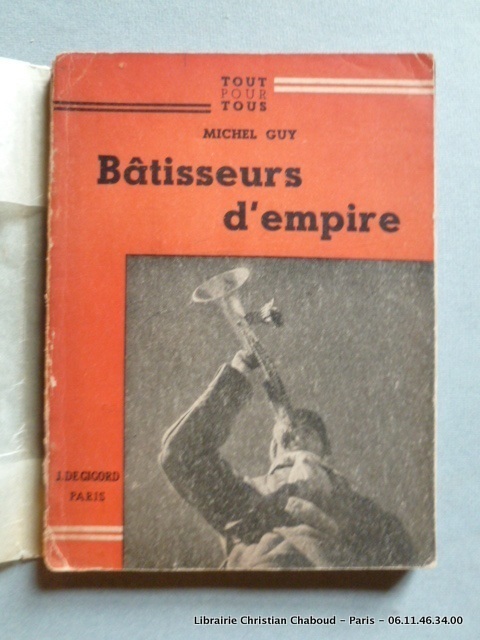 TOUT
POUR
TOUS
MICHEL GUY
Bâtisseurs
d'empire
J. DE GIGORD
PARIS
Librairie Christian Chaboud - Paris - 06.11.46.34.00